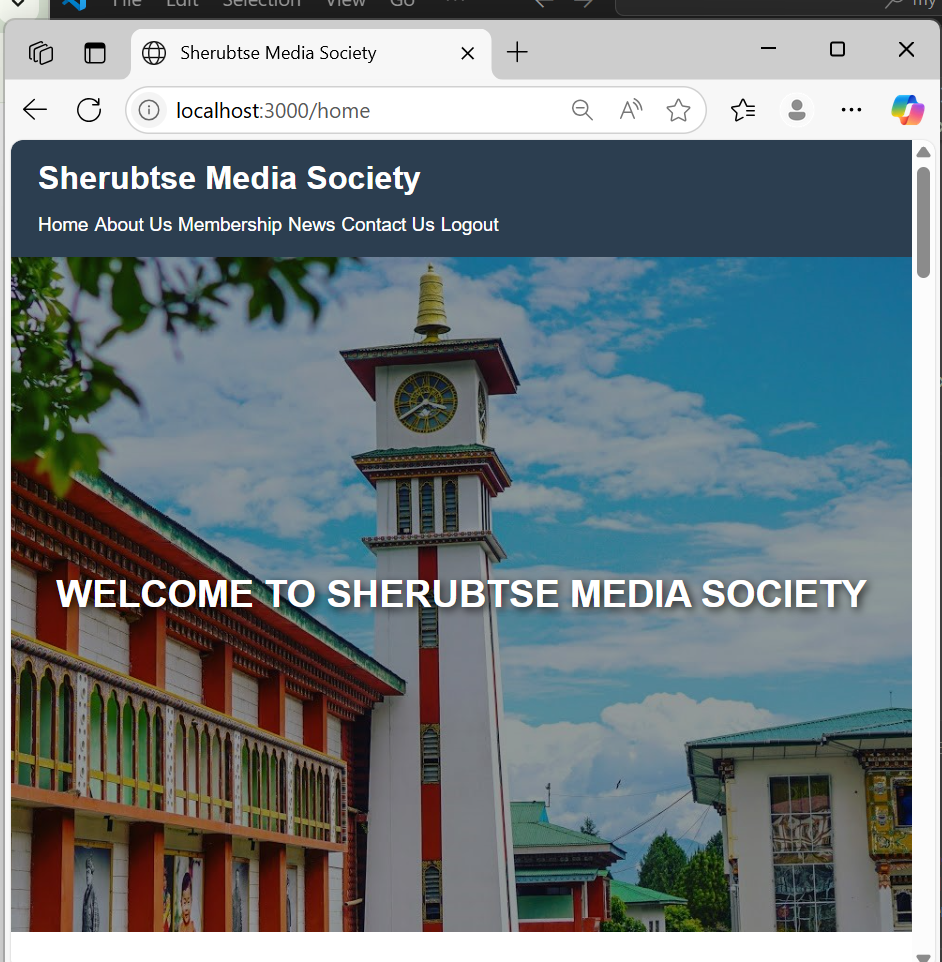 File Edit Selection View Go ... my
Sherubtse Media Society
localhost:3000/home
Sherubtse Media Society
Home About Us Membership News Contact Us Logout
WELCOME TO SHERUBTSE MEDIA SOCIETY